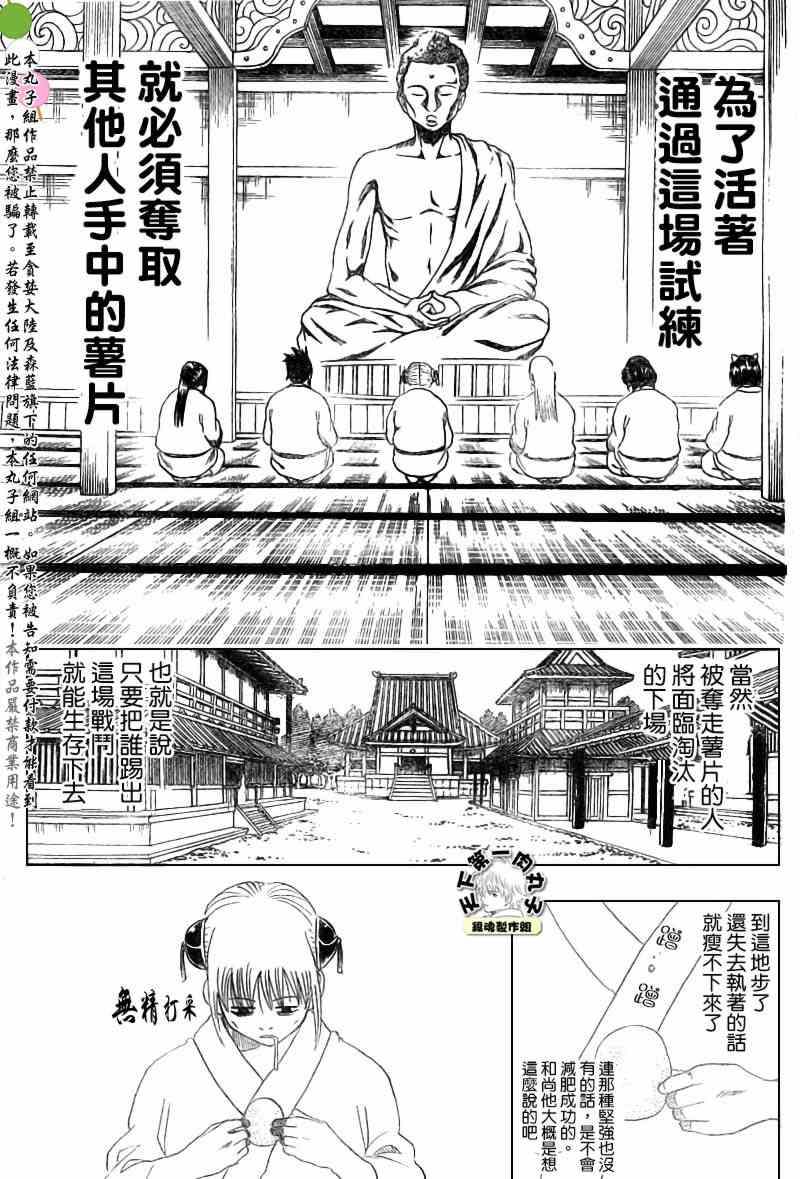 為了活著
通過這場試練
就必須奪取
其他人手中的薯片
當然
被奪走薯片的人
將面臨淘汰
的下場
也就是說
只要把誰踢出
這場戰鬥
就能生存下去
到這地步了
還失去執著的話
就瘦不下來了
蹭
蹭
連那種堅強也沒
有的話，是不會
減肥成功的。
和尚他大概是想
這麼說的吧
無精打采
天下第一肉丸子
銀魂製作組
本丸子組作品禁止轉載至貪婪大陸及森藍旗下的任何網站。如果您被告知需要付款才能看到
此漫畫，那麼您被騙了。若發生任何法律問題，本丸子組一概不負責！本作品嚴禁商業用途！